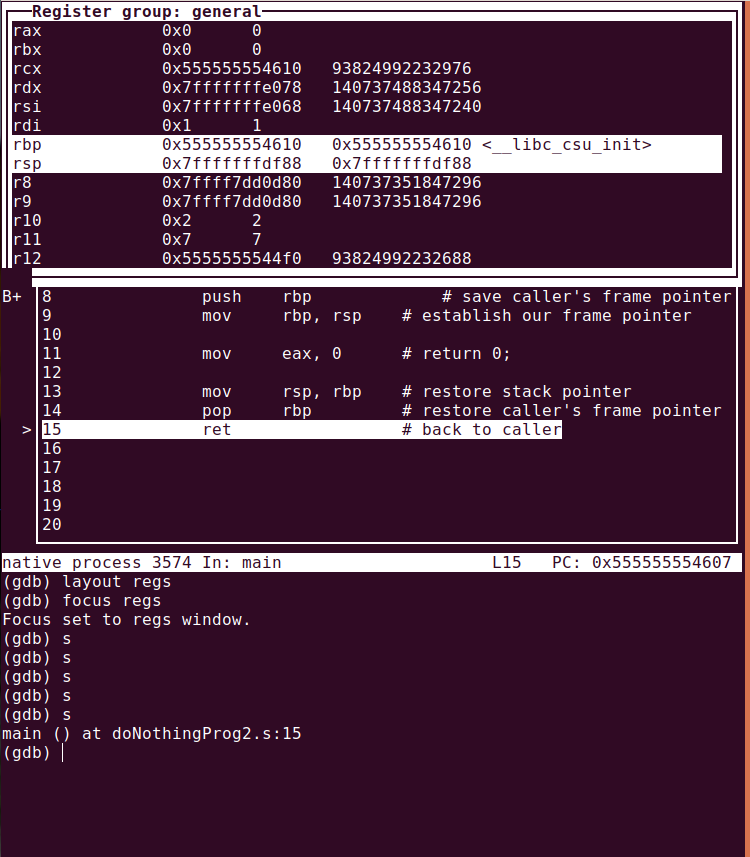 Register group: general
rax 0x0 0
rbx 0x0 0
rcx 0x555555554610 93824992232976
rdx 0x7fffffffe078 140737488347256
rsi 0x7fffffffe068 140737488347240
rdi 0x1 1
rbp 0x555555554610 0x555555554610 <__libc_csu_init>
rsp 0x7fffffffdf88 0x7fffffffdf88
r8 0x7ffff7dd0d80 140737351847296
r9 0x7ffff7dd0d80 140737351847296
r10 0x2 2
r11 0x7 7
r12 0x5555555544f0 93824992232688
B+ 8 push rbp # save caller's frame pointer
9 mov rbp, rsp # establish our frame pointer
10
11 mov eax, 0 # return 0;
12
13 mov rsp, rbp # restore stack pointer
14 pop rbp # restore caller's frame pointer
> 15 ret # back to caller
16
17
18
19
20
native process 3574 In: main L15 PC: 0x555555554607
(gdb) layout regs
(gdb) focus regs
Focus set to regs window.
(gdb) s
(gdb) s
(gdb) s
(gdb) s
(gdb) s
main () at doNothingProg2.s:15
(gdb)